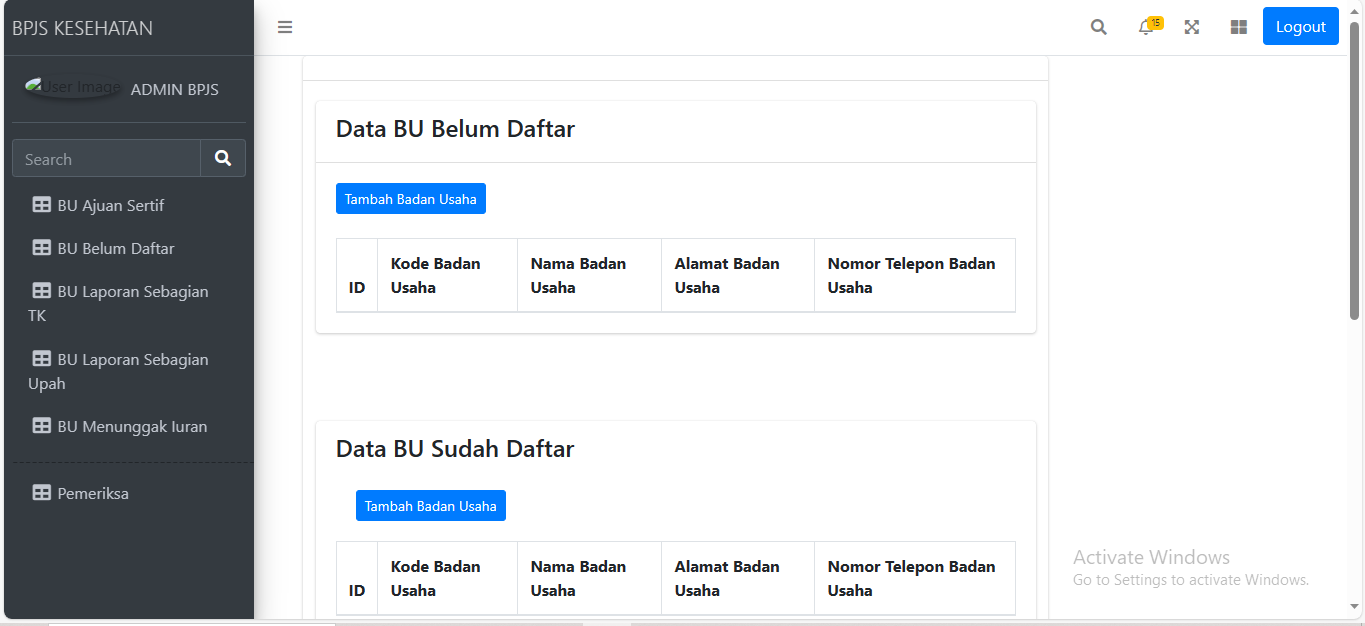 BPJS KESEHATAN
15
Logout
User Image
ADMIN BPJS
Search
BU Ajuan Sertif
BU Belum Daftar
BU Laporan Sebagian
TK
BU Laporan Sebagian
Upah
BU Menunggak Iuran
Pemeriksa
Data BU Belum Daftar
Tambah Badan Usaha
ID
Kode Badan
Usaha
Nama Badan
Usaha
Alamat Badan
Usaha
Nomor Telepon Badan
Usaha
Data BU Sudah Daftar
Tambah Badan Usaha
ID
Kode Badan
Usaha
Nama Badan
Usaha
Alamat Badan
Usaha
Nomor Telepon Badan
Usaha
Activate Windows
Go to Settings to activate Windows.